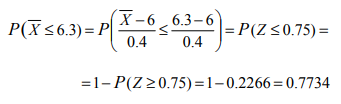 P(X̅ ≤ 6.3) = P((X̅ − 6)/0.4 ≤ (6.3 − 6)/0.4) = P(Z ≤ 0.75) =
= 1 − P(Z ≥ 0.75) = 1 − 0.2266 = 0.7734